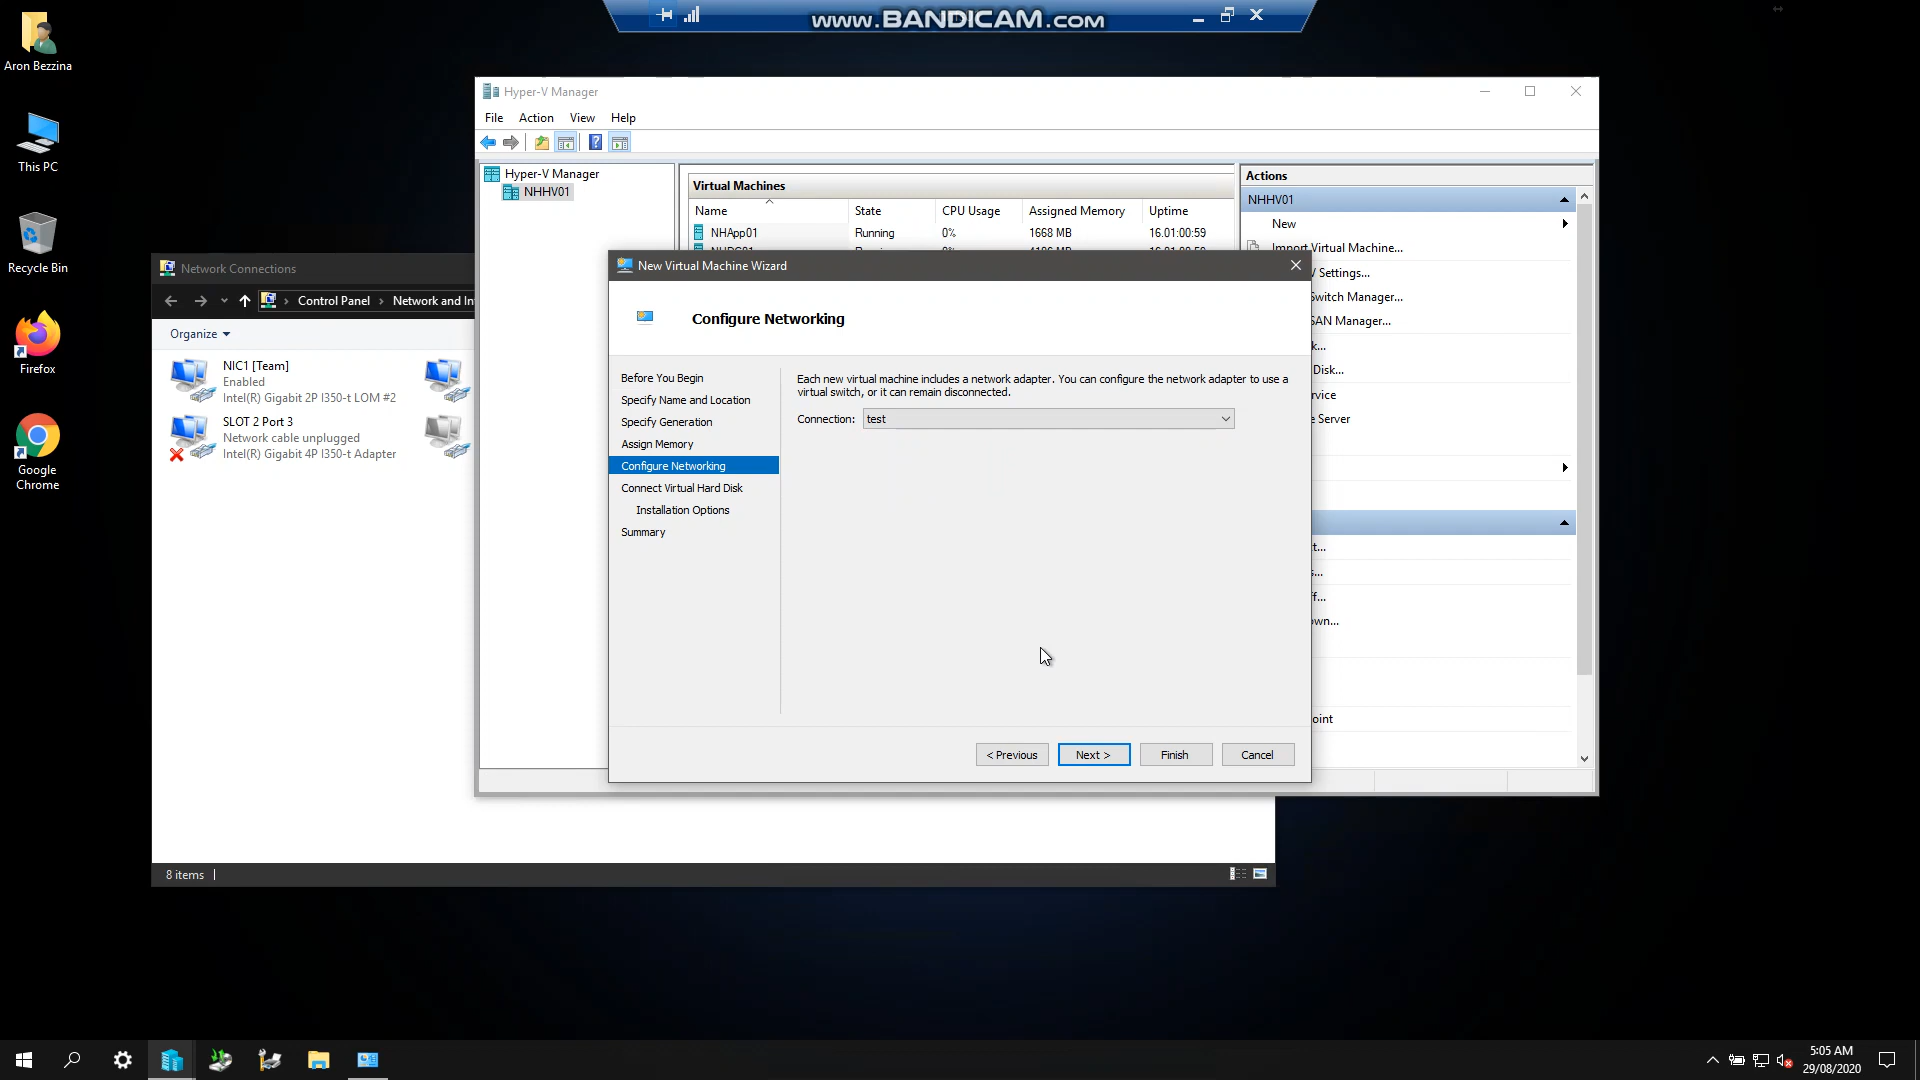 Aron Bezzina
This PC
Recycle Bin
Firefox
Google
Chrome
www.BANDICAM.com
Hyper-V Manager
File Action View Help
Hyper-V Manager
NHHV01
Virtual Machines
Name State CPU Usage Assigned Memory Uptime
NHApp01 Running 0% 1668 MB 16.01:00:59
Actions
NHHV01
New
Import Virtual Machine...
Settings...
Switch Manager...
SAN Manager...
Disk...
Network Connections
Control Panel Network and In
Organize
NIC1 [Team]
Enabled
Intel(R) Gigabit 2P I350-t LOM #2
SLOT 2 Port 3
Network cable unplugged
Intel(R) Gigabit 4P I350-t Adapter
8 items
New Virtual Machine Wizard
Configure Networking
Before You Begin
Specify Name and Location
Specify Generation
Assign Memory
Configure Networking
Connect Virtual Hard Disk
Installation Options
Summary
Each new virtual machine includes a network adapter. You can configure the network adapter to use a
virtual switch, or it can remain disconnected.
Connection: test
< Previous Next > Finish Cancel
5:05 AM
29/08/2020